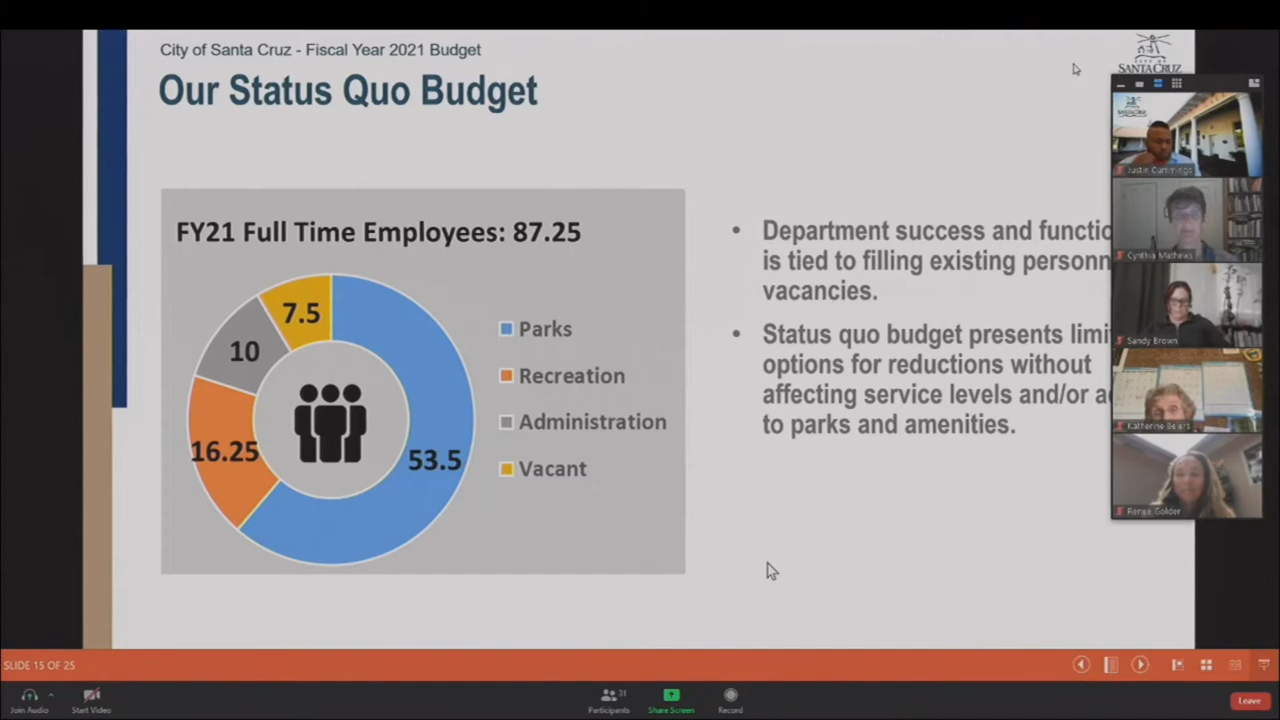 City of Santa Cruz - Fiscal Year 2021 Budget
Our Status Quo Budget
SANTA CRUZ
FY21 Full Time Employees: 87.25
7.5
10
16.25
53.5
Parks
Recreation
Administration
Vacant
• Department success and functio
is tied to filling existing personn
vacancies.
• Status quo budget presents limi
options for reductions without
affecting service levels and/or a
to parks and amenities.
SANTA CRUZ
Justin Cummings
Cynthia Mathews
Sandy Brown
Katherine Beiers
Renee Golder
SLIDE 15 OF 25
Join Audio
Start Video
31
Participants
Share Screen
Record
Leave